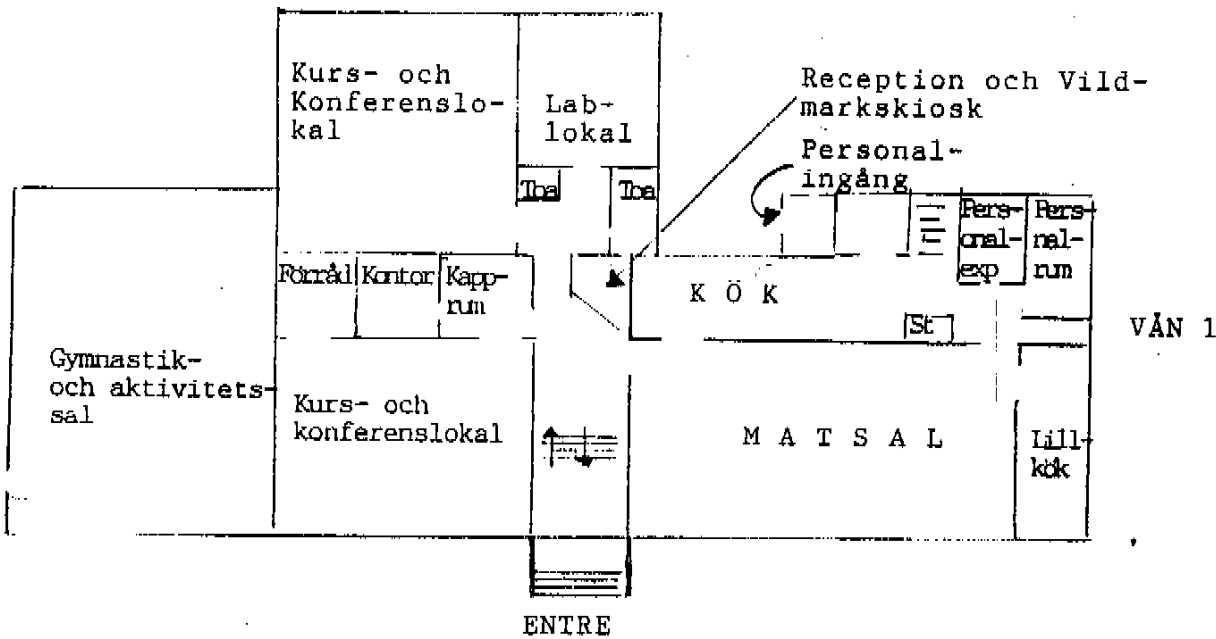 Kurs- och
Konferenslo-
kal
Lab-
lokal
Reception och Vild-
markskiosk
Personal-
ingång
Toa
Toa
Pers-
onal-
exp
Pers-
nal-
rum
Förråd
Kontor
Kapp-
rum
K Ö K
St
VÅN 1
Gymnastik-
och aktivitets-
sal
Kurs- och
konferenslokal
M A T S A L
Lill-
kök
ENTRE